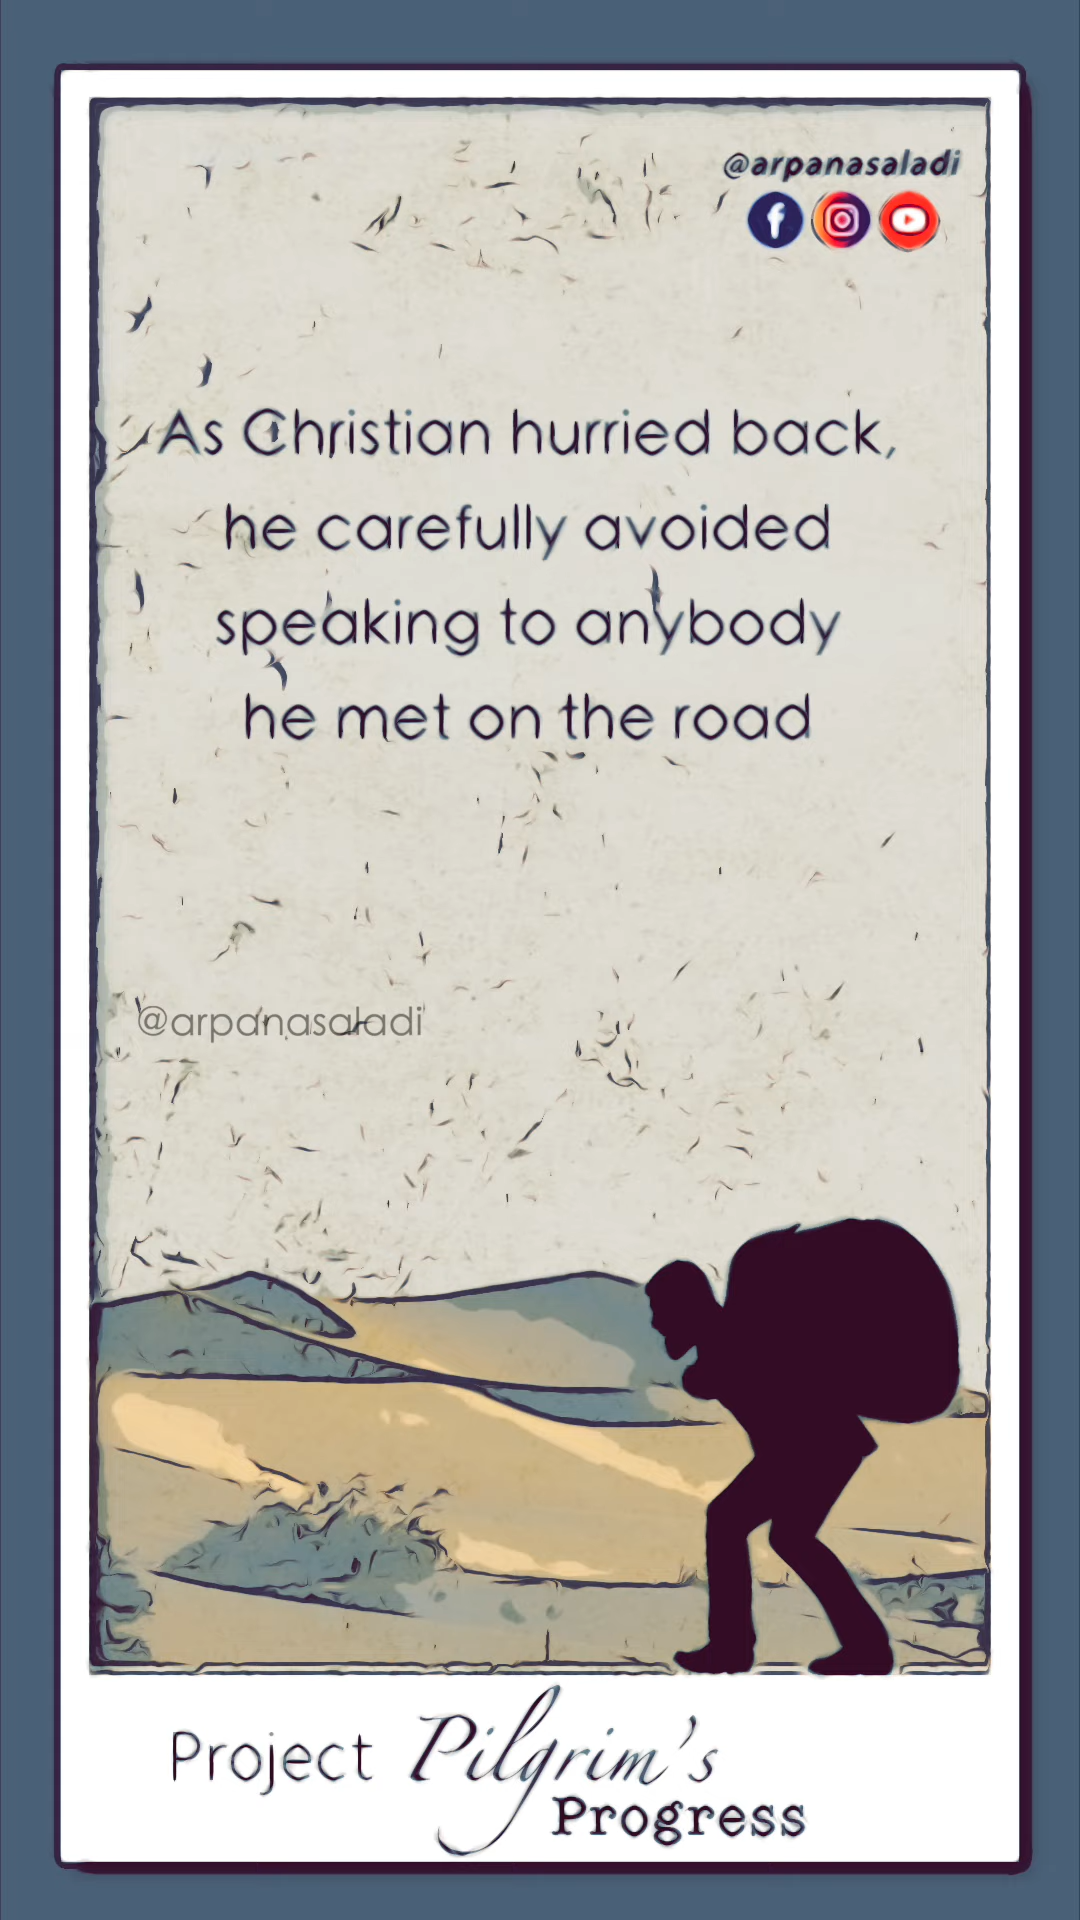 @arpanasaladi
As Christian hurried back,
he carefully avoided
speaking to anybody
he met on the road
@arpanasaladi
Project Pilgrim's
Progress